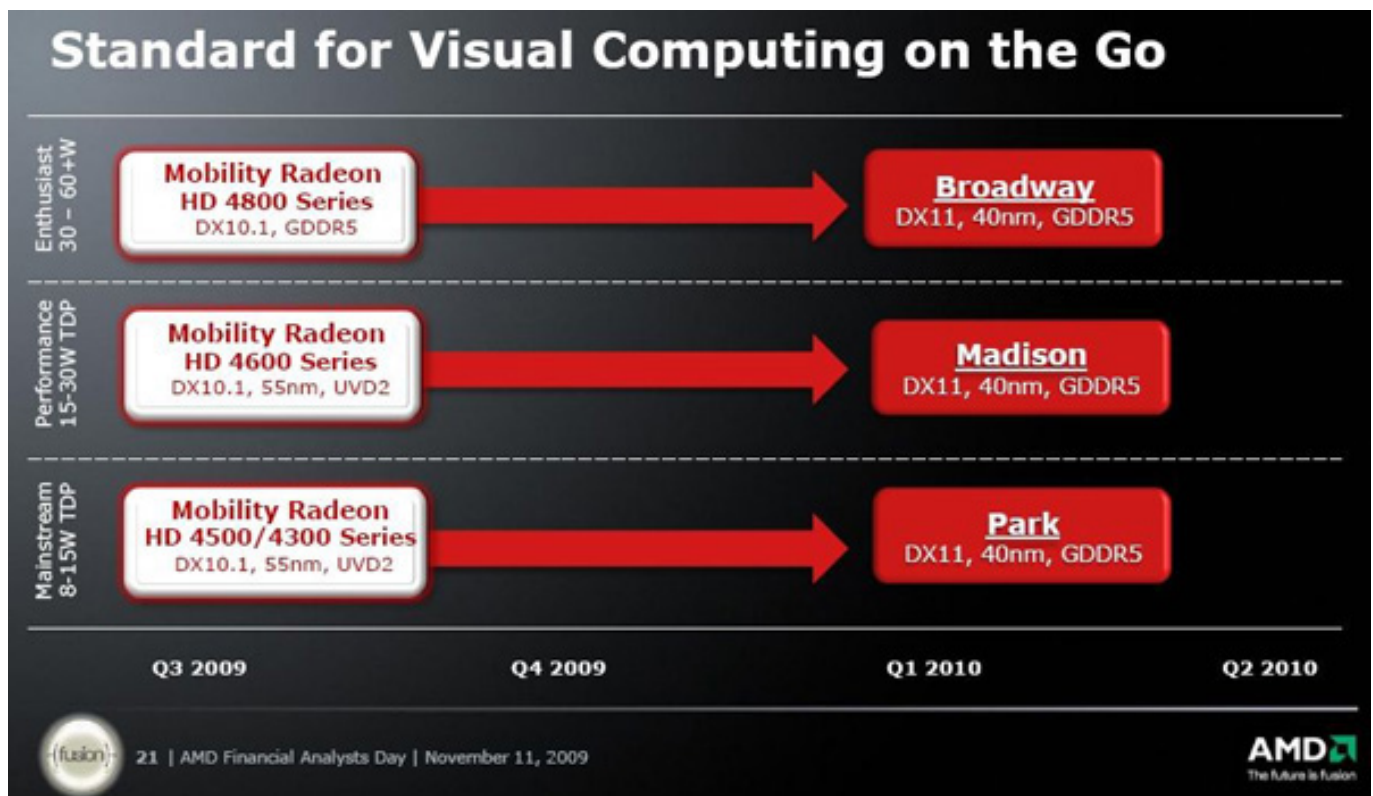 Standard for Visual Computing on the Go
Enthusiast
30 – 60+W
Mobility Radeon
HD 4800 Series
DX10.1, GDDR5
Broadway
DX11, 40nm, GDDR5
Performance
15-30W TDP
Mobility Radeon
HD 4600 Series
DX10.1, 55nm, UVD2
Madison
DX11, 40nm, GDDR5
Mainstream
8-15W TDP
Mobility Radeon
HD 4500/4300 Series
DX10.1, 55nm, UVD2
Park
DX11, 40nm, GDDR5
Q3 2009 Q4 2009 Q1 2010 Q2 2010
fusion
21 | AMD Financial Analysts Day | November 11, 2009
AMD
The future is fusion